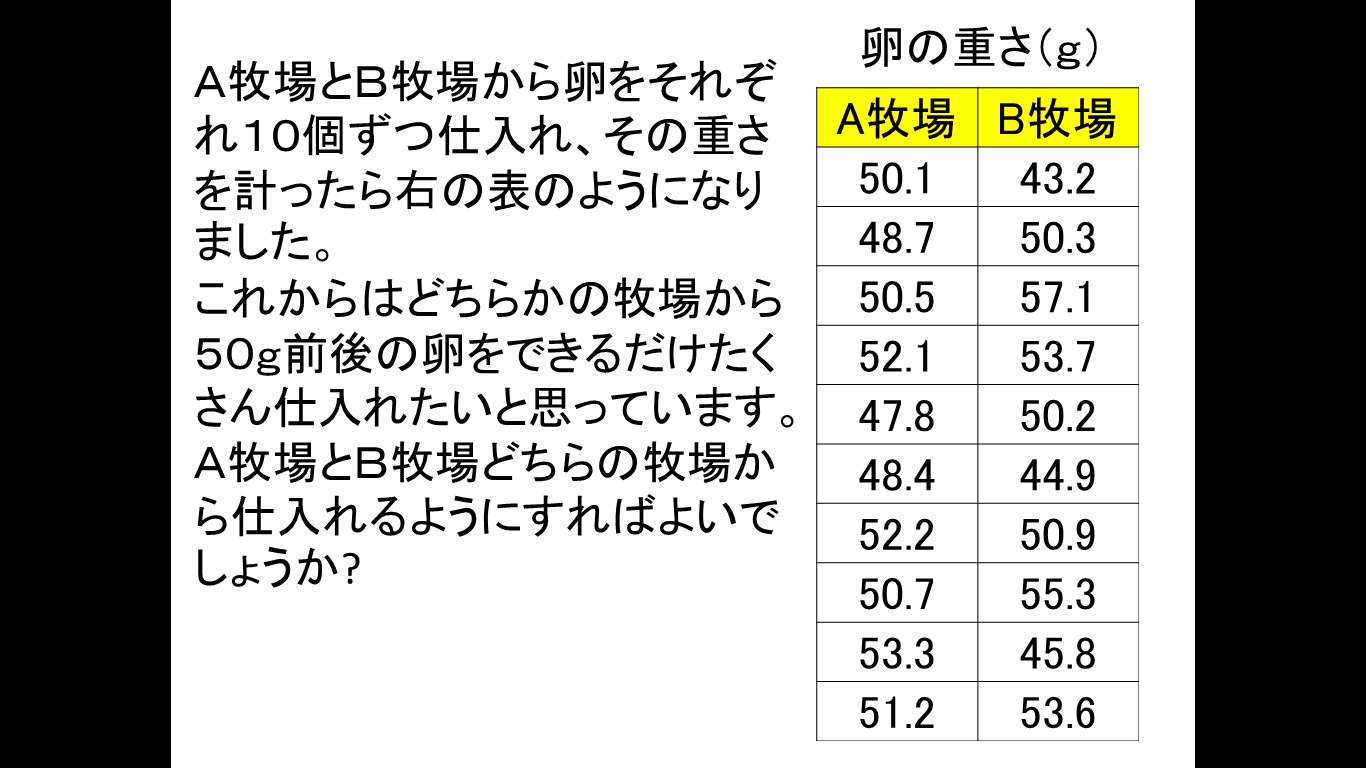 A牧場とB牧場から卵をそれぞ
れ10個ずつ仕入れ、その重さ
を計ったら右の表のようになり
ました。
これからはどちらかの牧場から
50g前後の卵をできるだけたく
さん仕入れたいと思っています。
A牧場とB牧場どちらの牧場か
ら仕入れるようにすればよいで
しょうか?
卵の重さ(g)
A牧場 B牧場
50.1 43.2
48.7 50.3
50.5 57.1
52.1 53.7
47.8 50.2
48.4 44.9
52.2 50.9
50.7 55.3
53.3 45.8
51.2 53.6